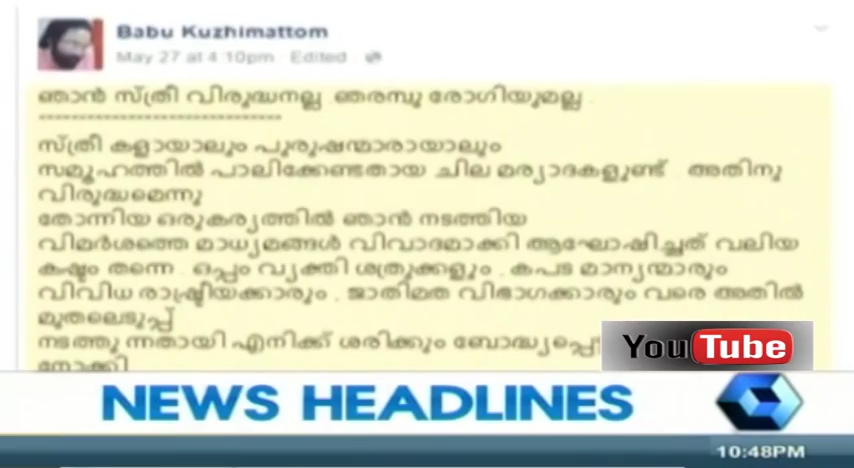 Babu Kuzhimattom
May 27 at 4:10pm · Edited ·
ഞാൻ സ്ത്രീ വിരുദ്ധനല്ല ഞരമ്പു രോഗിയുമല്ല .
------------------------------
സ്ത്രീ കളായാലും പുരുഷന്മാരായാലും
സമൂഹത്തിൽ പാലിക്കേണ്ടതായ ചില മര്യാദകളുണ്ട് . അതിനു
വിരുദ്ധമെന്നു
തോന്നിയ ഒരുകര്യത്തിൽ ഞാൻ നടത്തിയ
വിമർശത്തെ മാധ്യമങ്ങൾ വിവാദമാക്കി ആഘോഷിച്ചത് വലിയ
കഷ്ടം തന്നെ . ഒപ്പം വ്യക്തി ശത്രുക്കളും , കപട മാന്യന്മാരും
വിവിധ രാഷ്ട്രീയക്കാരും , ജാതിമത വിഭാഗക്കാരും വരെ അതിൽ
മുതലെടുപ്പ്
നടത്തു ന്നതായി എനിക്ക് ശരിക്കും
നോക്കി
YouTube
NEWS HEADLINES
10:48PM